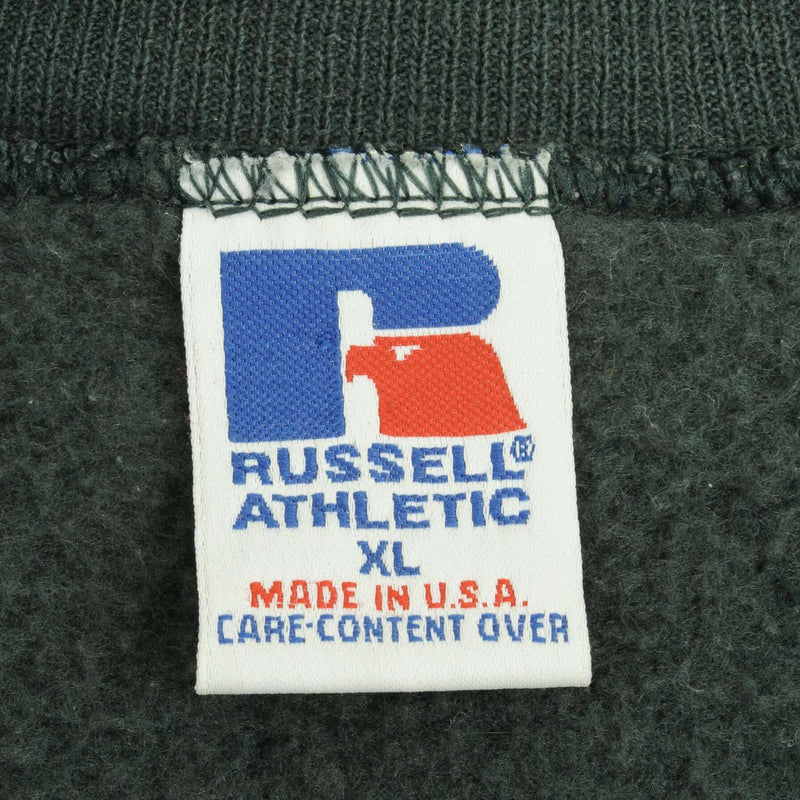 RUSSELL®
ATHLETIC
XL
MADE IN U.S.A.
CARE-CONTENT OVER